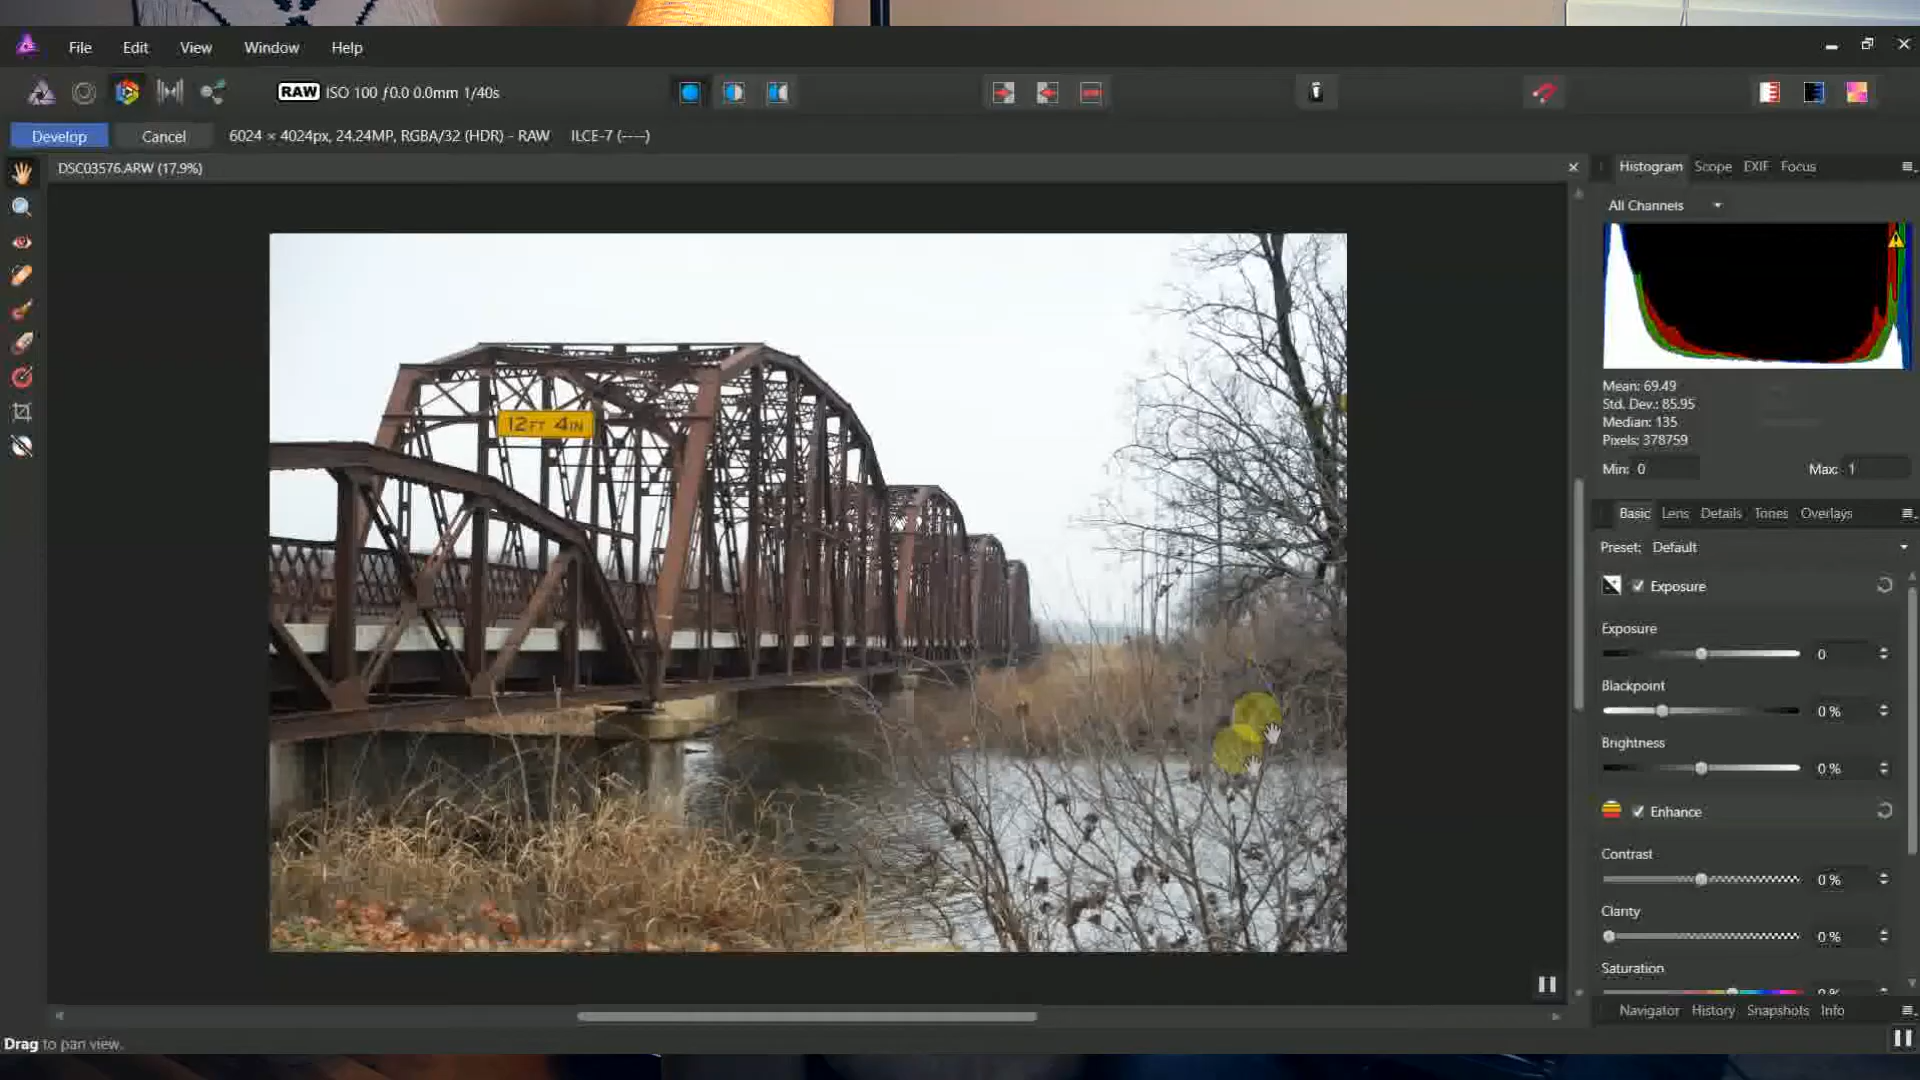 File Edit View Window Help
RAW ISO 100 ƒ0.0 0.0mm 1/40s
Develop Cancel 6024 × 4024px, 24.24MP, RGBA/32 (HDR) - RAW ILCE-7 (----)
DSC03576.ARW (17.9%)
Histogram Scope EXIF Focus
All Channels
Mean: 69.49
Std. Dev.: 85.95
Median: 135
Pixels: 378759
Min: 0 Max: 1
12FT 4IN
Basic Lens Details Tones Overlays
Preset: Default
Exposure
Exposure
0
Blackpoint
0 %
Brightness
0 %
Enhance
Contrast
0 %
Clarity
0 %
Saturation
0 %
Navigator History Snapshots Info
Drag to pan view.